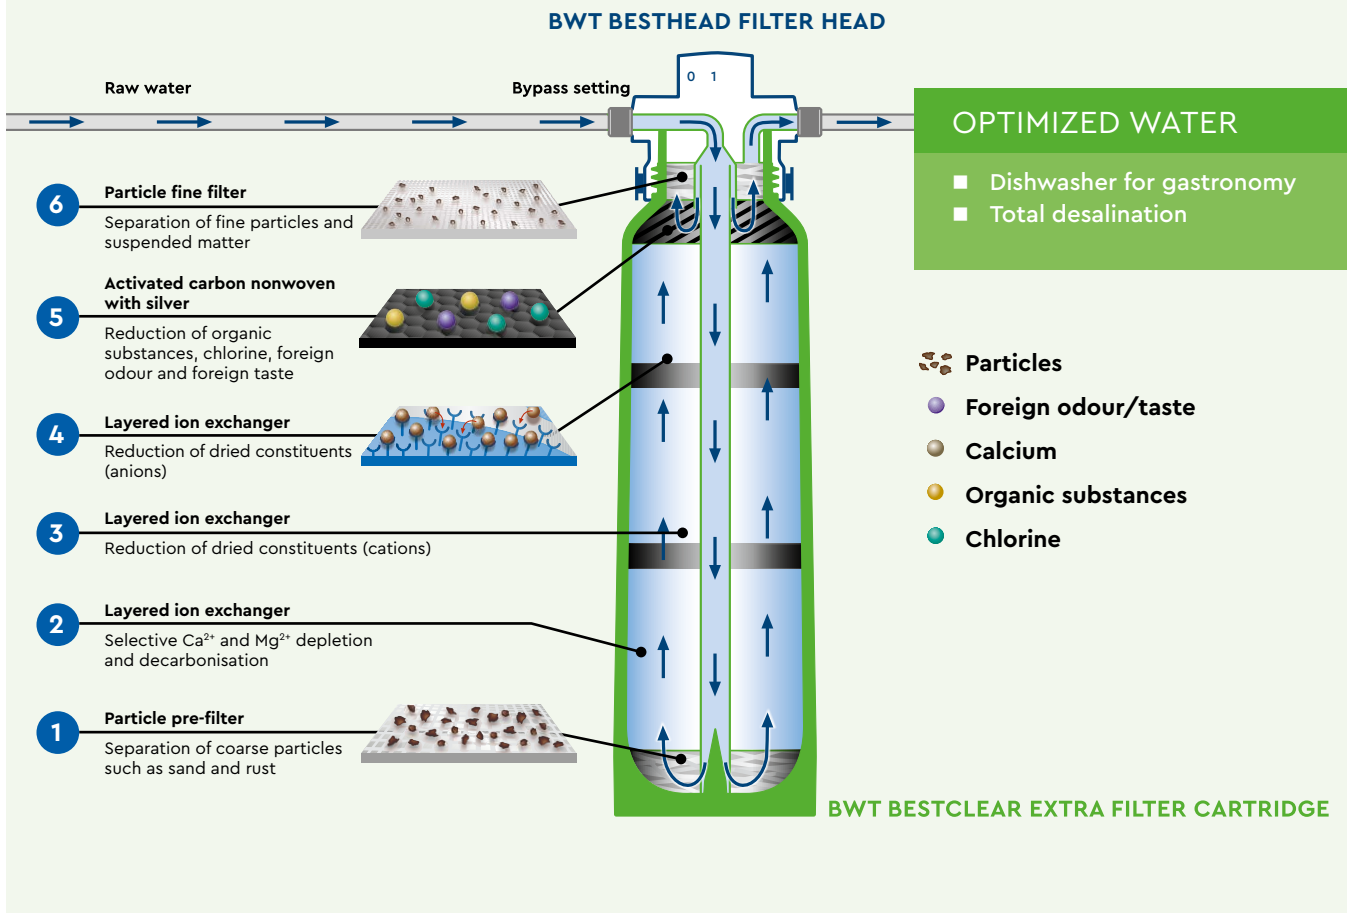 BWT BESTHEAD FILTER HEAD
0 1
Raw water
Bypass setting
OPTIMIZED WATER
Dishwasher for gastronomy
Total desalination
6
Particle fine filter
Separation of fine particles and
suspended matter
5
Activated carbon nonwoven
with silver
Reduction of organic
substances, chlorine, foreign
odour and foreign taste
4
Layered ion exchanger
Reduction of dried constituents
(anions)
3
Layered ion exchanger
Reduction of dried constituents (cations)
2
Layered ion exchanger
Selective Ca²⁺ and Mg²⁺ depletion
and decarbonisation
1
Particle pre-filter
Separation of coarse particles
such as sand and rust
Particles
Foreign odour/taste
Calcium
Organic substances
Chlorine
BWT BESTCLEAR EXTRA FILTER CARTRIDGE